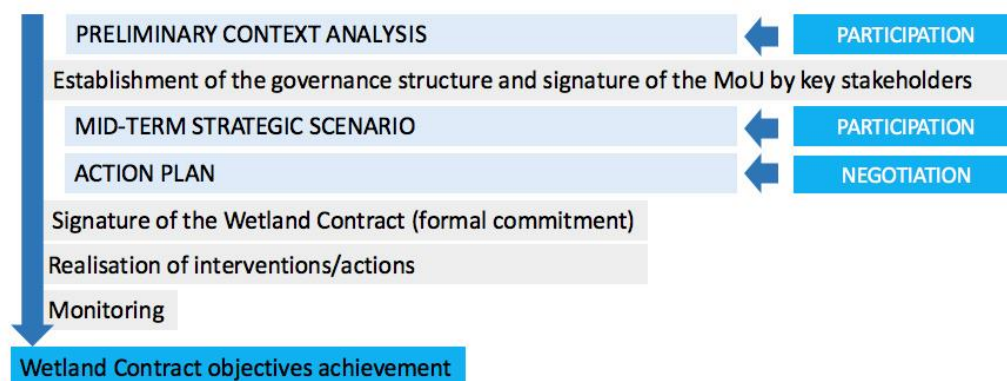 PRELIMINARY CONTEXT ANALYSIS PARTICIPATION
Establishment of the governance structure and signature of the MoU by key stakeholders
MID-TERM STRATEGIC SCENARIO PARTICIPATION
ACTION PLAN NEGOTIATION
Signature of the Wetland Contract (formal commitment)
Realisation of interventions/actions
Monitoring
Wetland Contract objectives achievement